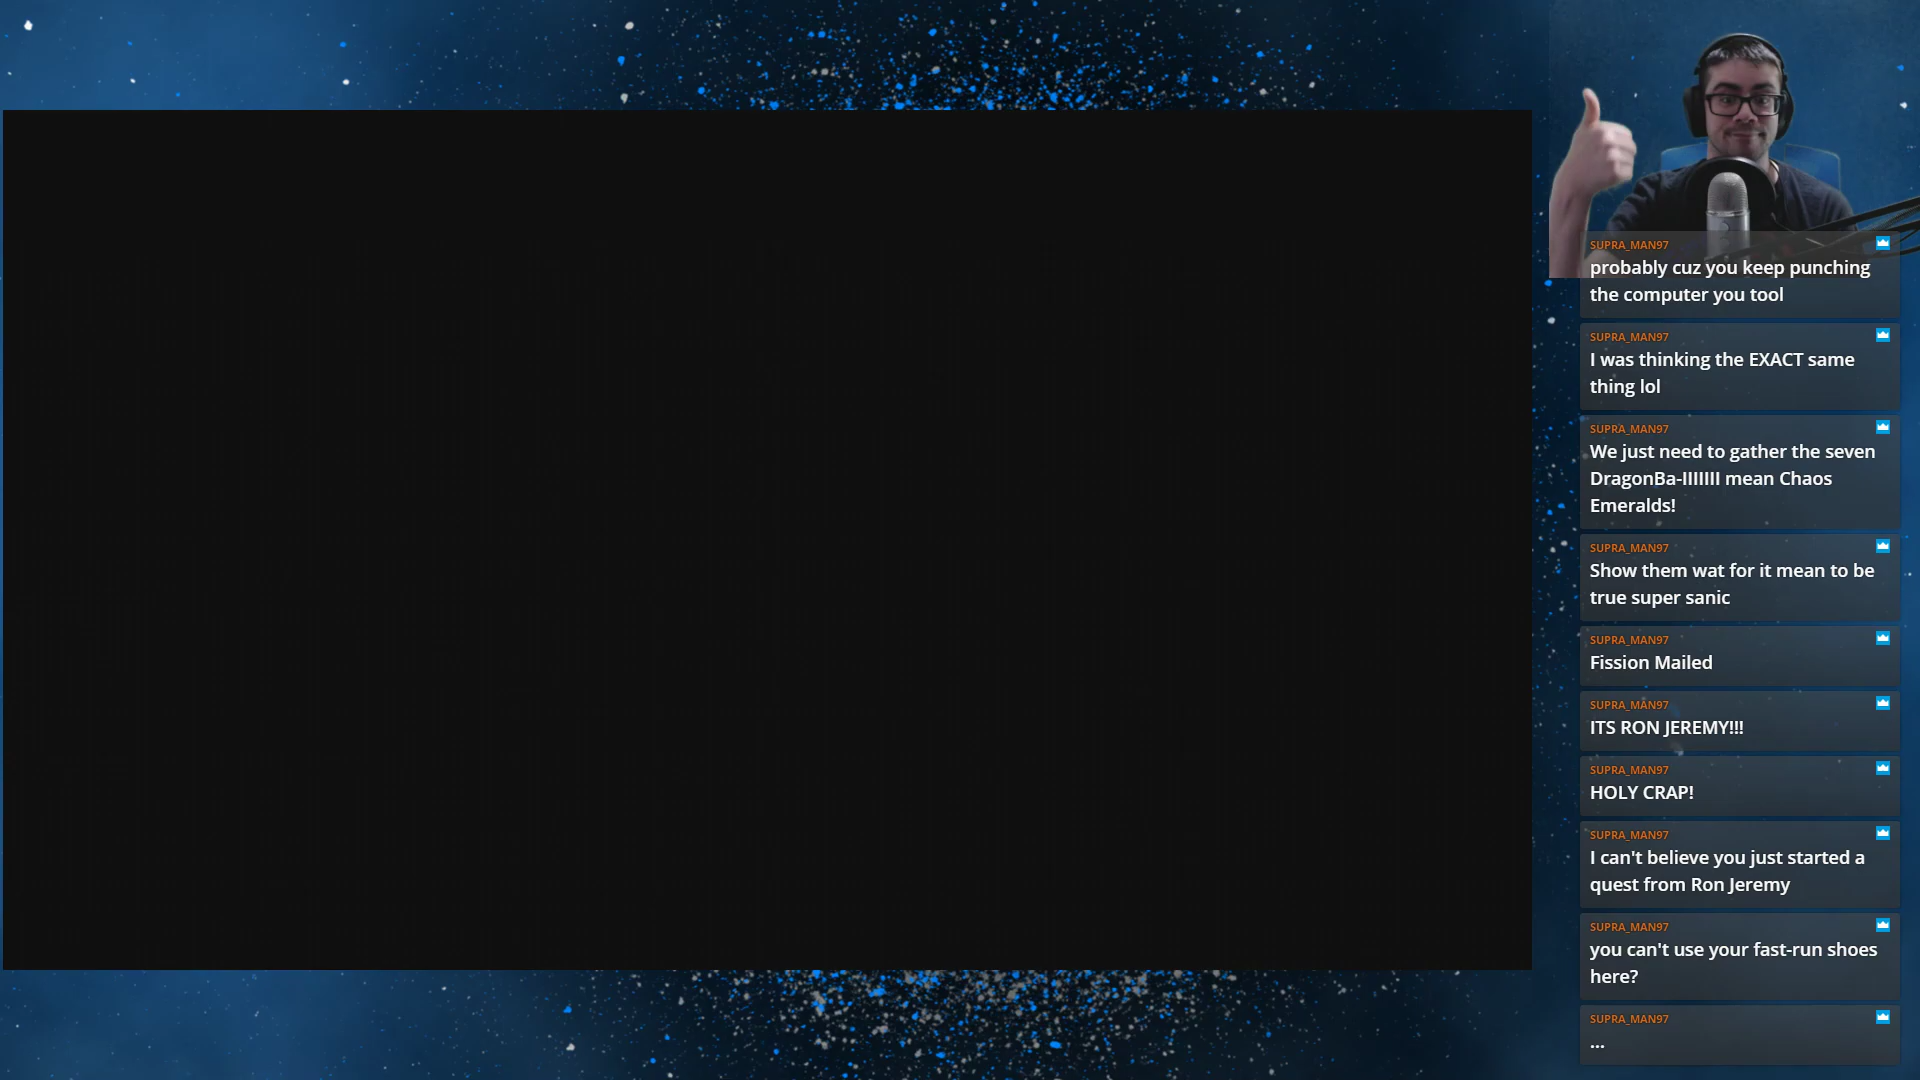 SUPRA_MAN97
probably cuz you keep punching
the computer you tool
SUPRA_MAN97
I was thinking the EXACT same
thing lol
SUPRA_MAN97
We just need to gather the seven
DragonBa-IIIIIII mean Chaos
Emeralds!
SUPRA_MAN97
Show them wat for it mean to be
true super sanic
SUPRA_MAN97
Fission Mailed
SUPRA_MAN97
ITS RON JEREMY!!!
SUPRA_MAN97
HOLY CRAP!
SUPRA_MAN97
I can't believe you just started a
quest from Ron Jeremy
SUPRA_MAN97
you can't use your fast-run shoes
here?
SUPRA_MAN97
...